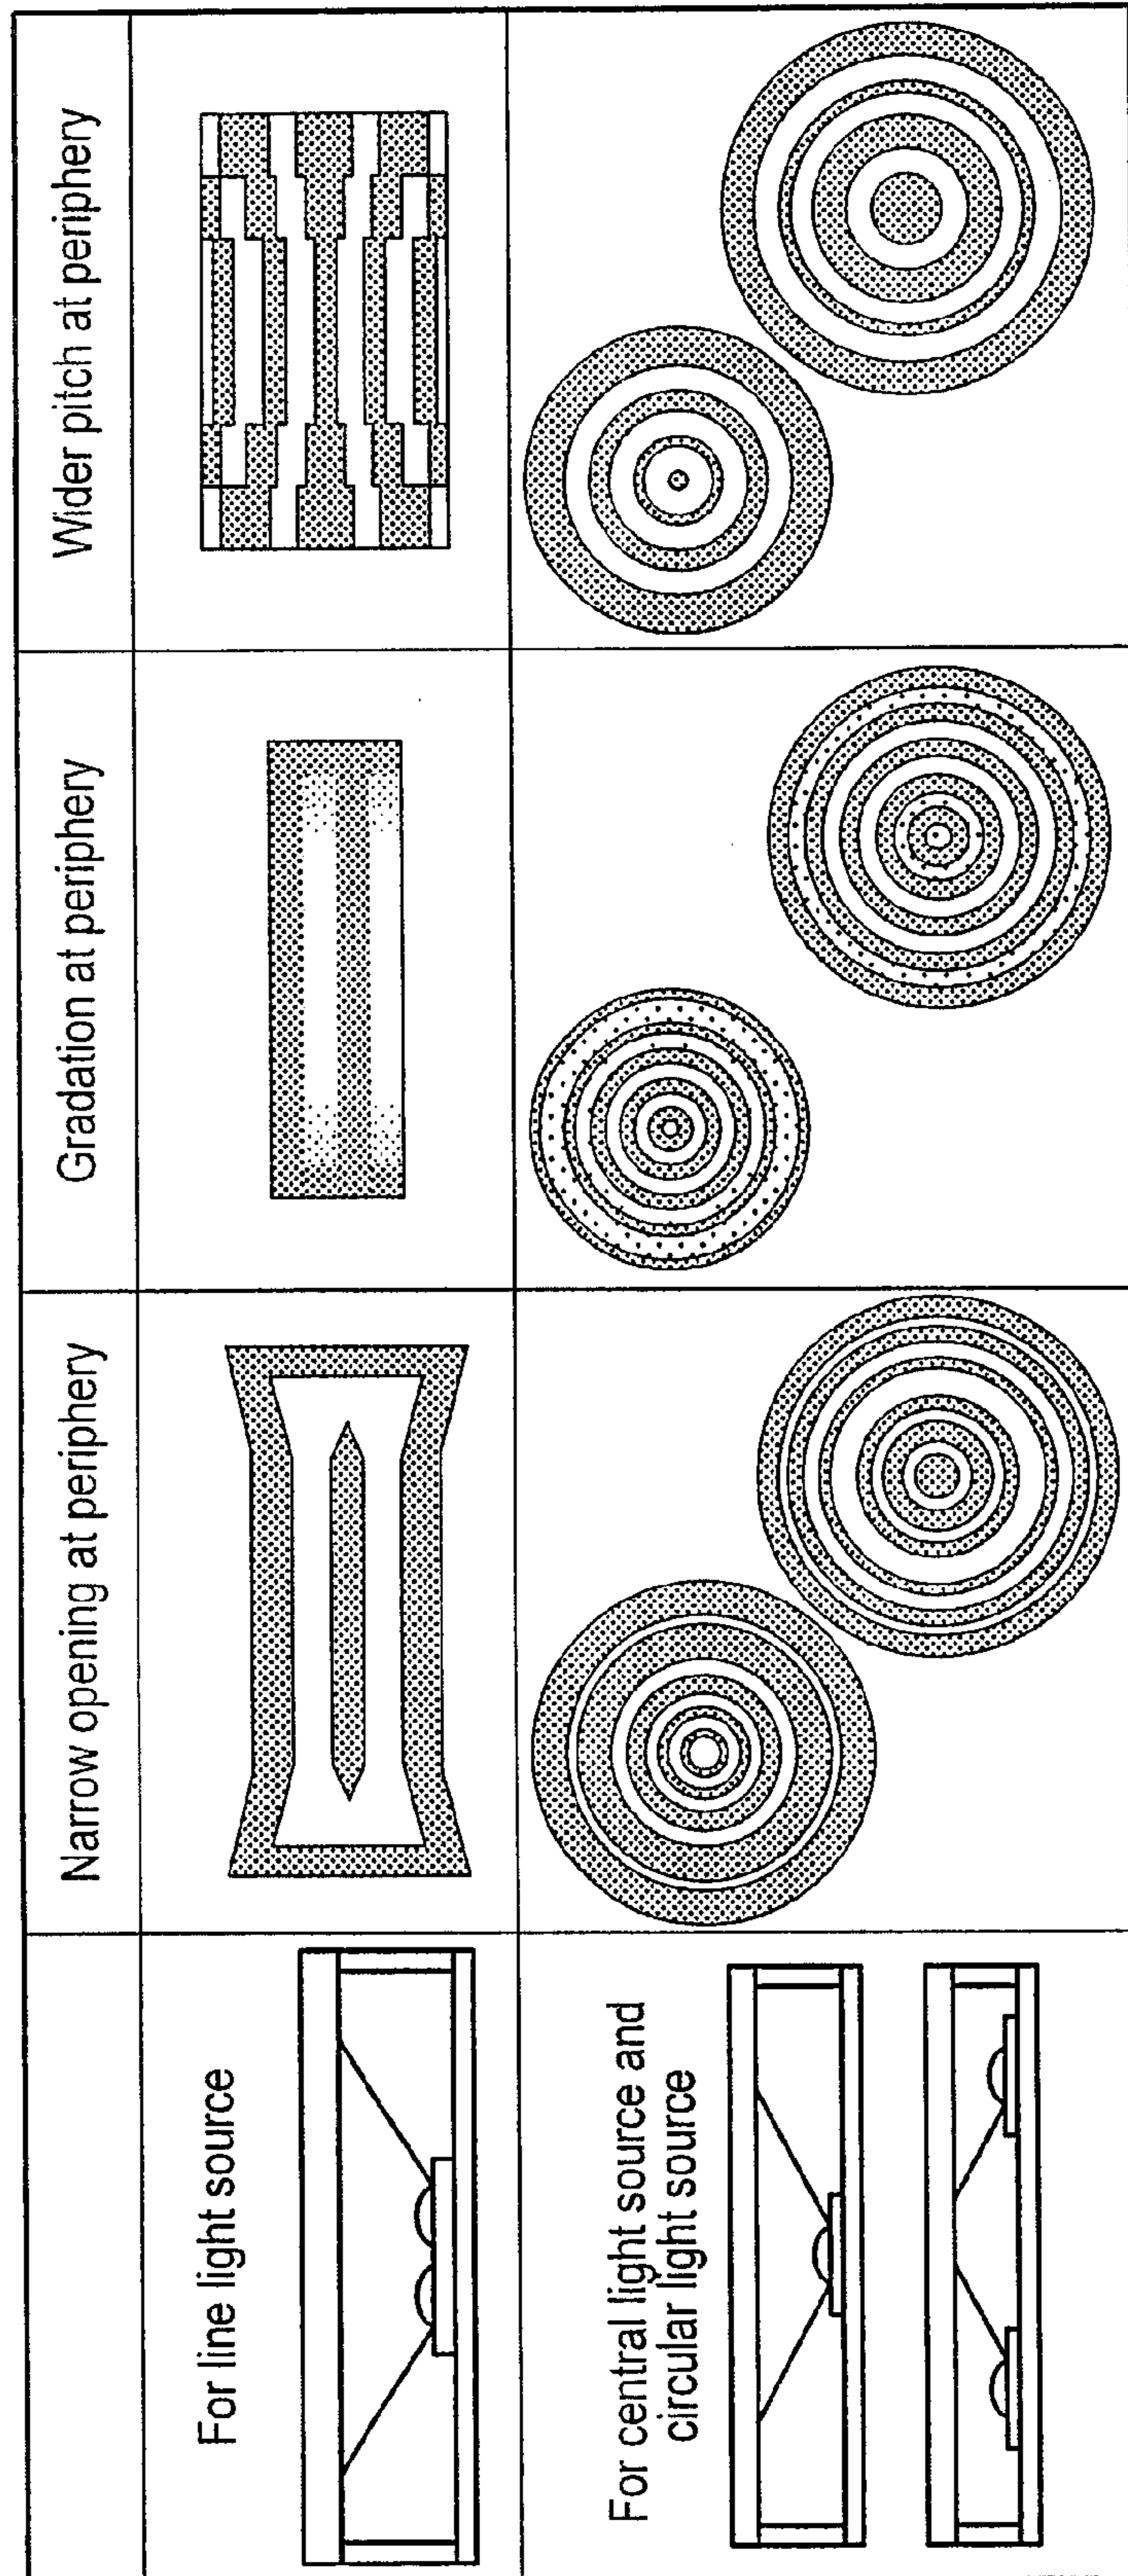 Narrow opening at periphery
Gradation at periphery
Wider pitch at periphery
For line light source
For central light source and
circular light source